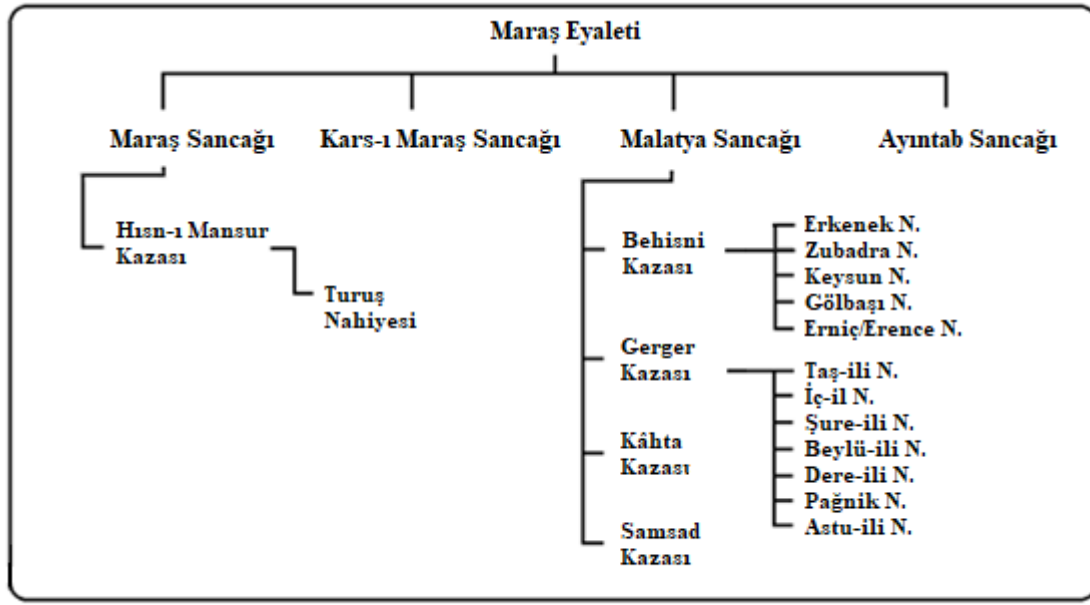 Maraş Eyaleti
Maraş Sancağı
Kars-ı Maraş Sancağı
Malatya Sancağı
Ayıntab Sancağı
Hısn-ı Mansur
Kazası
Turuş
Nahiyesi
Behisni
Kazası
Erkenek N.
Zubadra N.
Keysun N.
Gölbaşı N.
Erniç/Erence N.
Gerger
Kazası
Taş-ili N.
İç-il N.
Şure-ili N.
Beylü-ili N.
Dere-ili N.
Pağnik N.
Astu-ili N.
Kâhta
Kazası
Samsad
Kazası